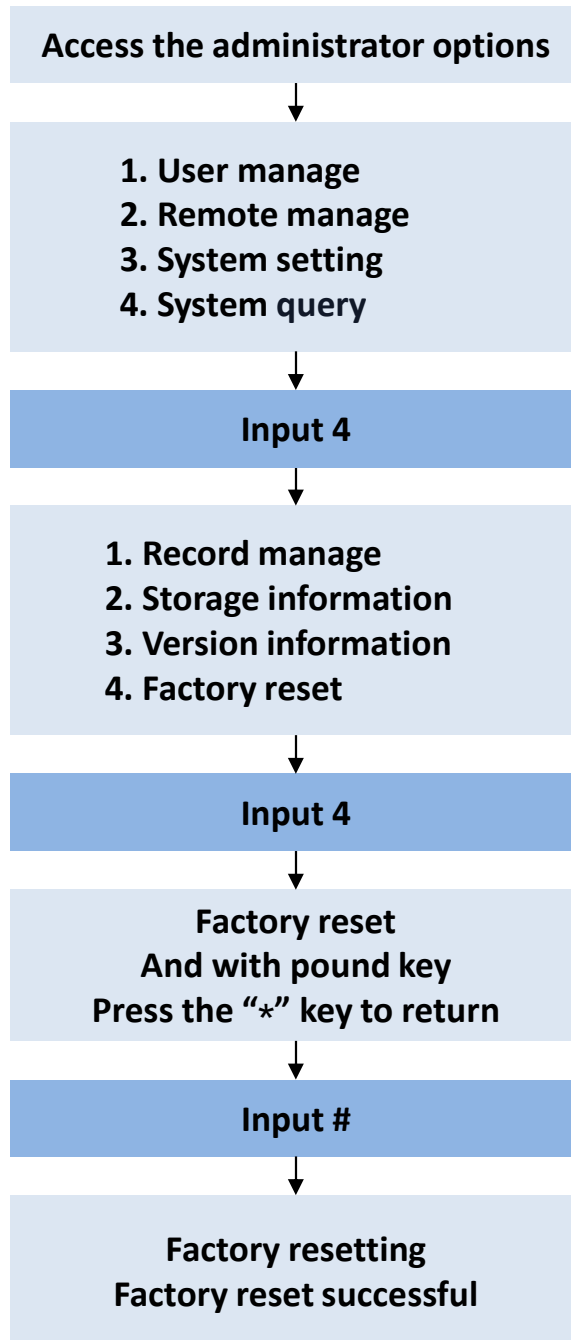 Access the administrator options
1. User manage
2. Remote manage
3. System setting
4. System query
Input 4
1. Record manage
2. Storage information
3. Version information
4. Factory reset
Input 4
Factory reset
And with pound key
Press the “*” key to return
Input #
Factory resetting
Factory reset successful